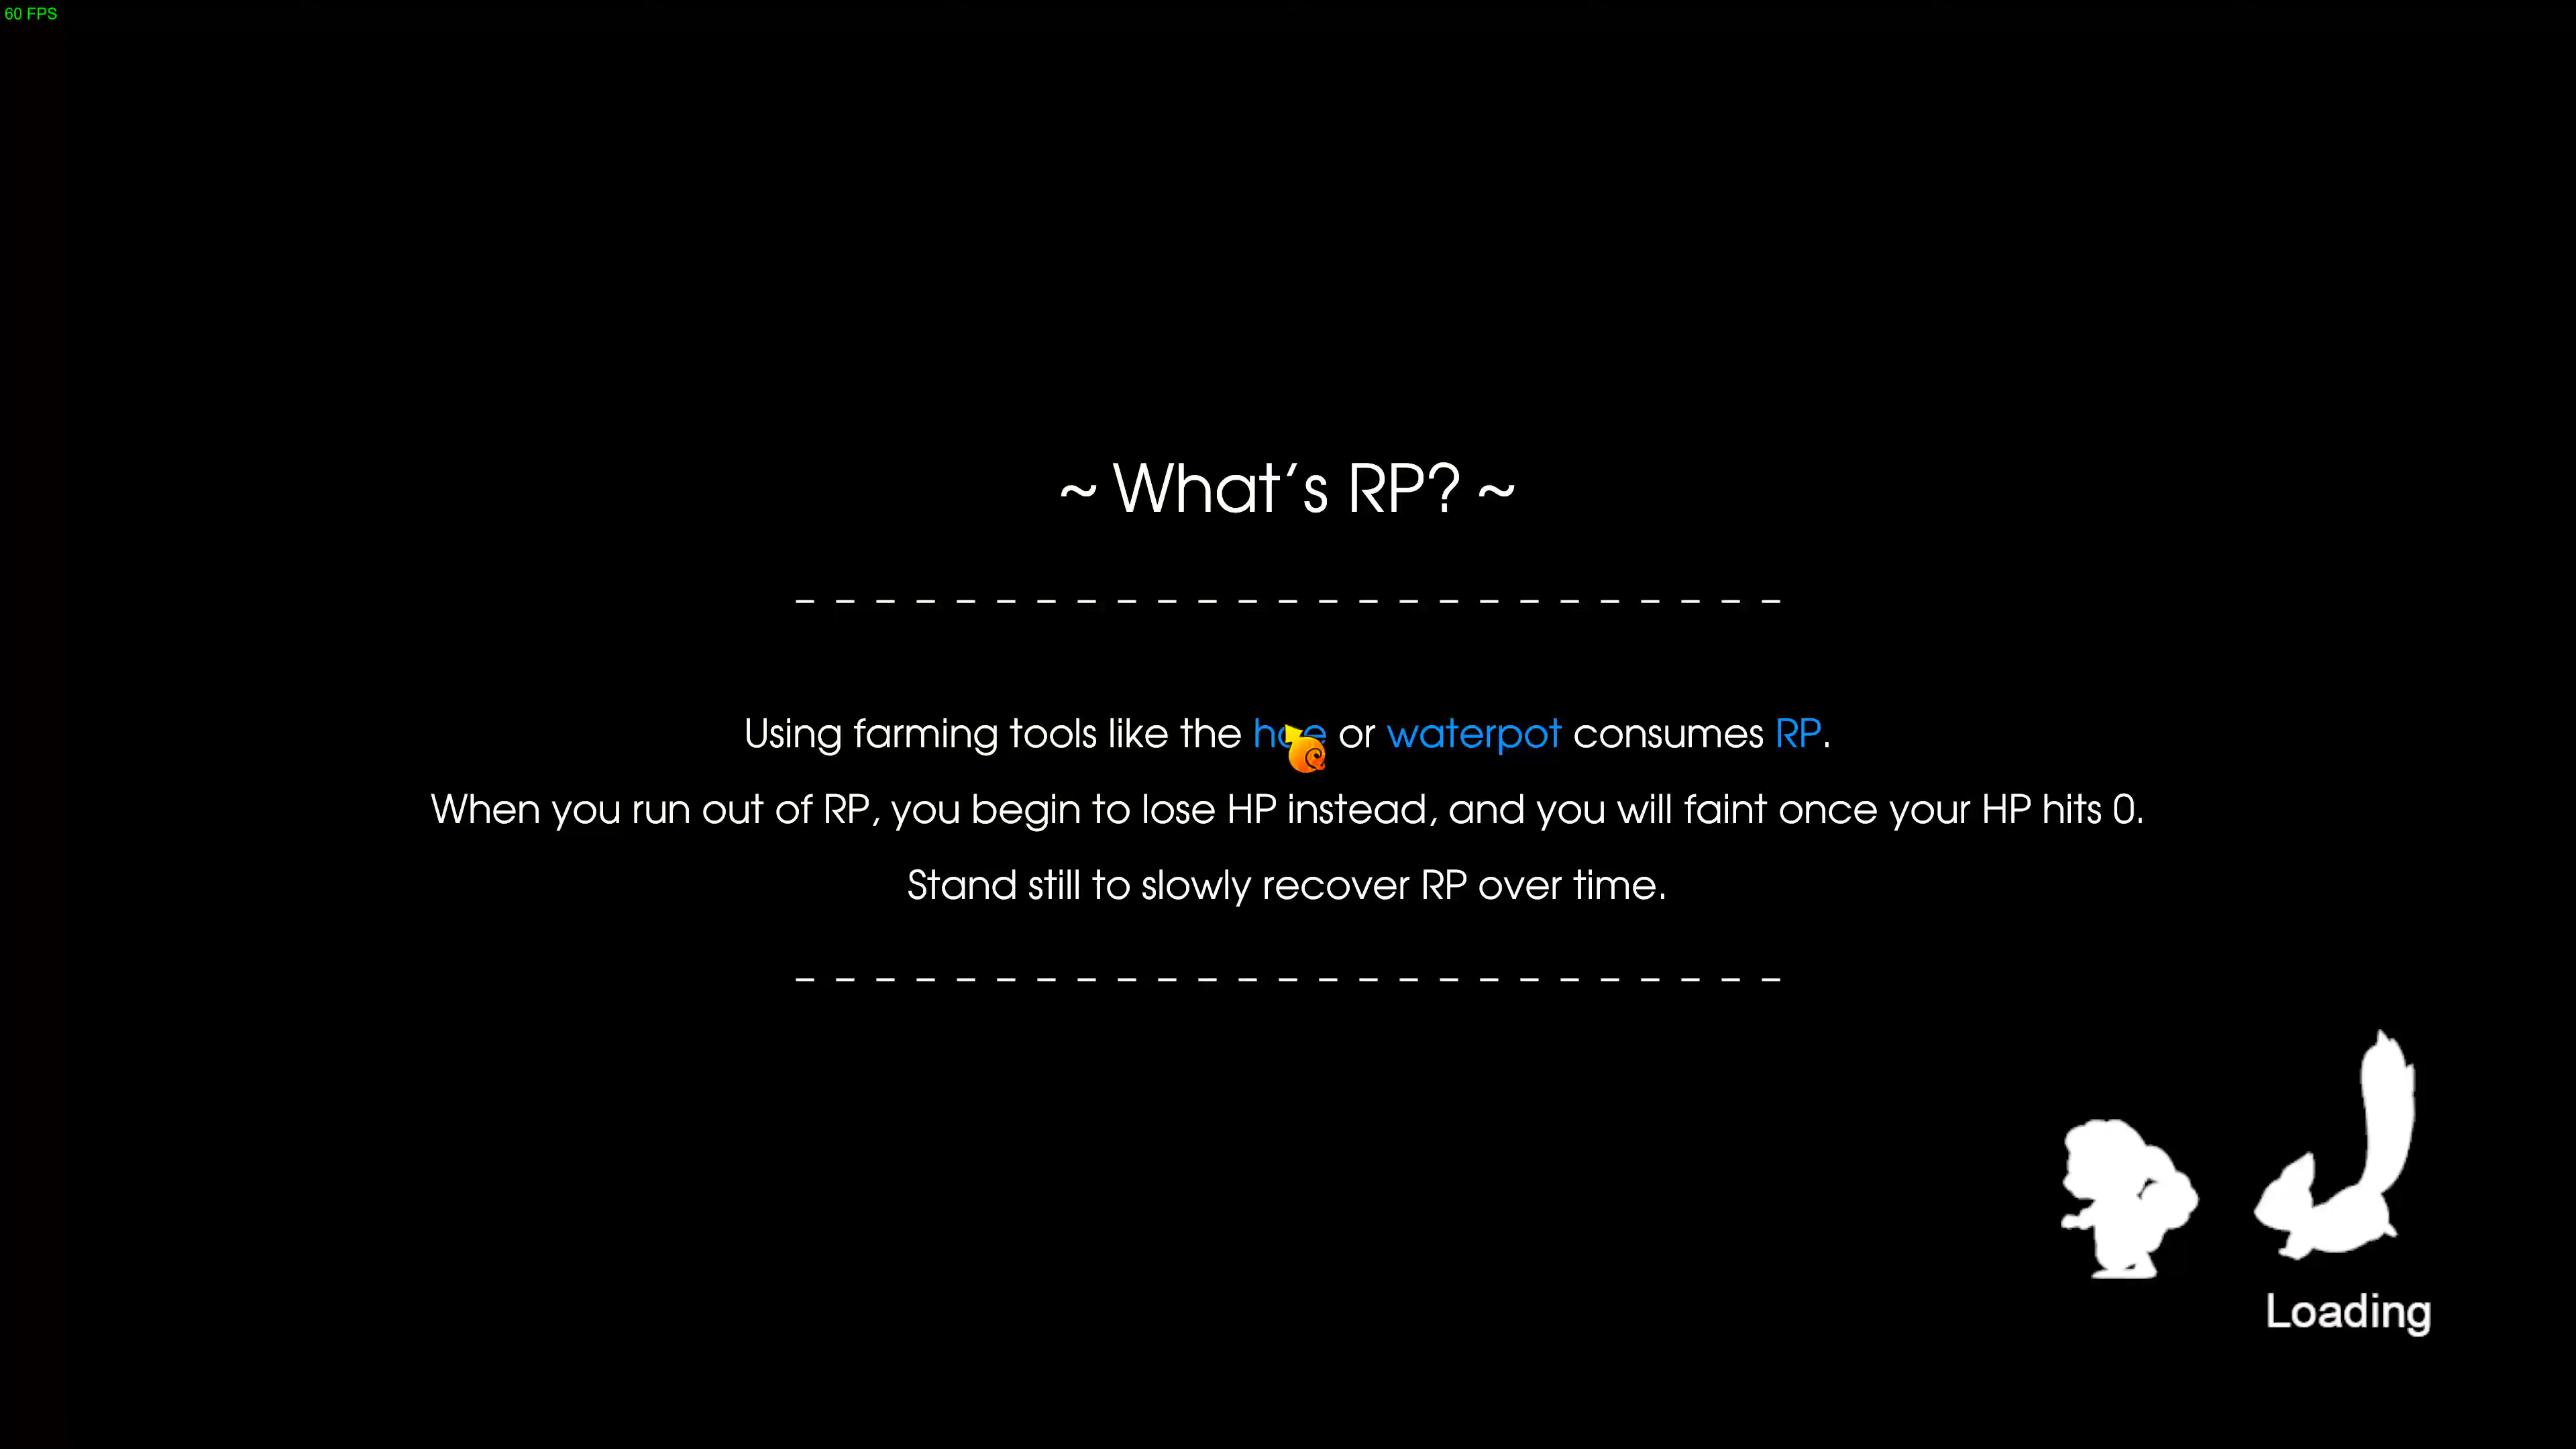 60 FPS
~ What's RP? ~
- - - - - - - - - - - - - - - - - - - - - - - - -
Using farming tools like the hoe or waterpot consumes RP.
When you run out of RP, you begin to lose HP instead, and you will faint once your HP hits 0.
Stand still to slowly recover RP over time.
- - - - - - - - - - - - - - - - - - - - - - - - -
Loading